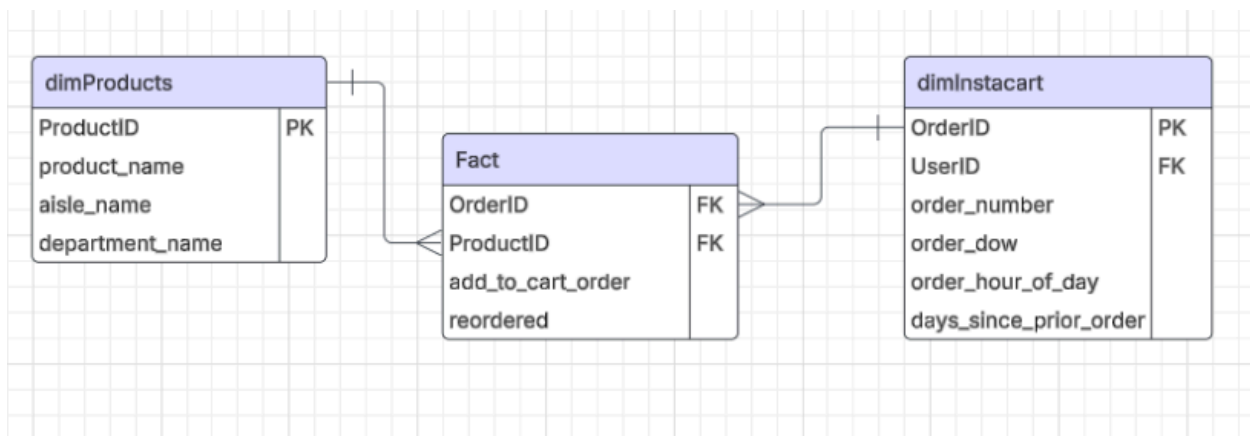 dimProducts
ProductID PK
product_name
aisle_name
department_name
Fact
OrderID FK
ProductID FK
add_to_cart_order
reordered
dimInstacart
OrderID PK
UserID FK
order_number
order_dow
order_hour_of_day
days_since_prior_order